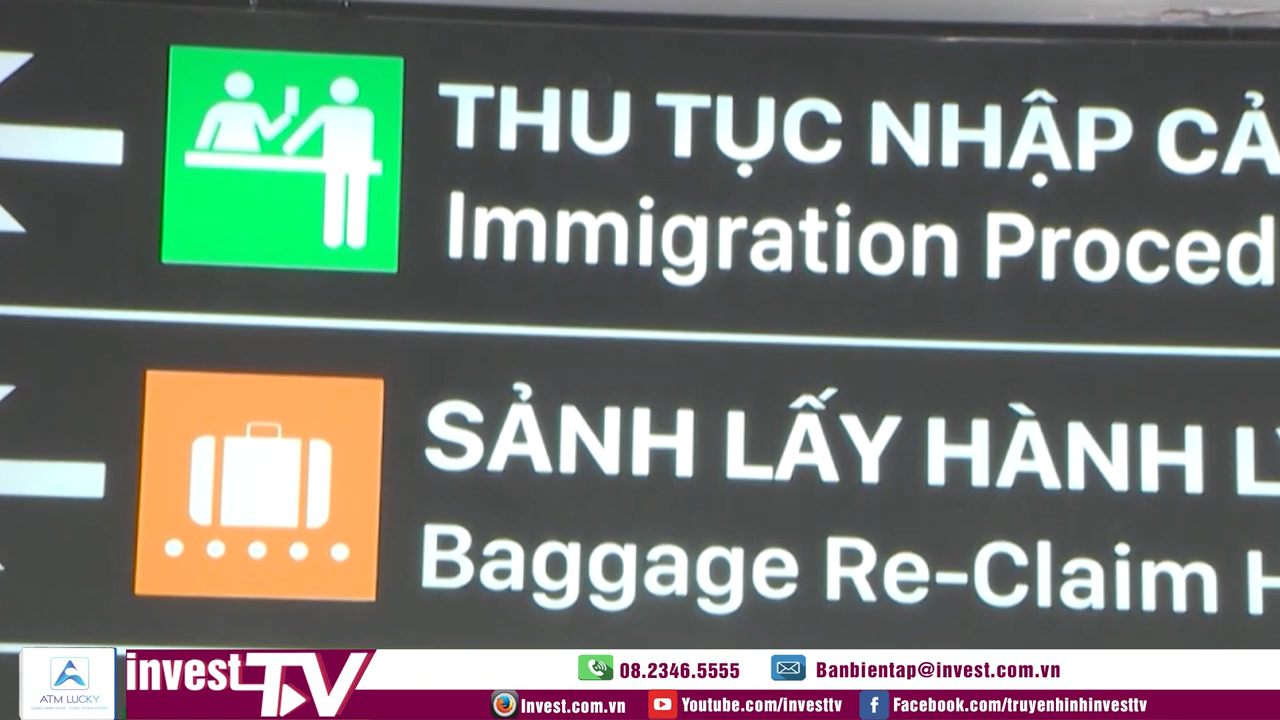 THU TỤC NHẬP CẢ
Immigration Proced
SẢNH LẤY HÀNH L
Baggage Re-Claim H
ATM LUCKY
invest TV
08.2346.5555
Banbientap@invest.com.vn
Invest.com.vn
Youtube.com/investtv
Facebook.com/truyenhinhinvesttv